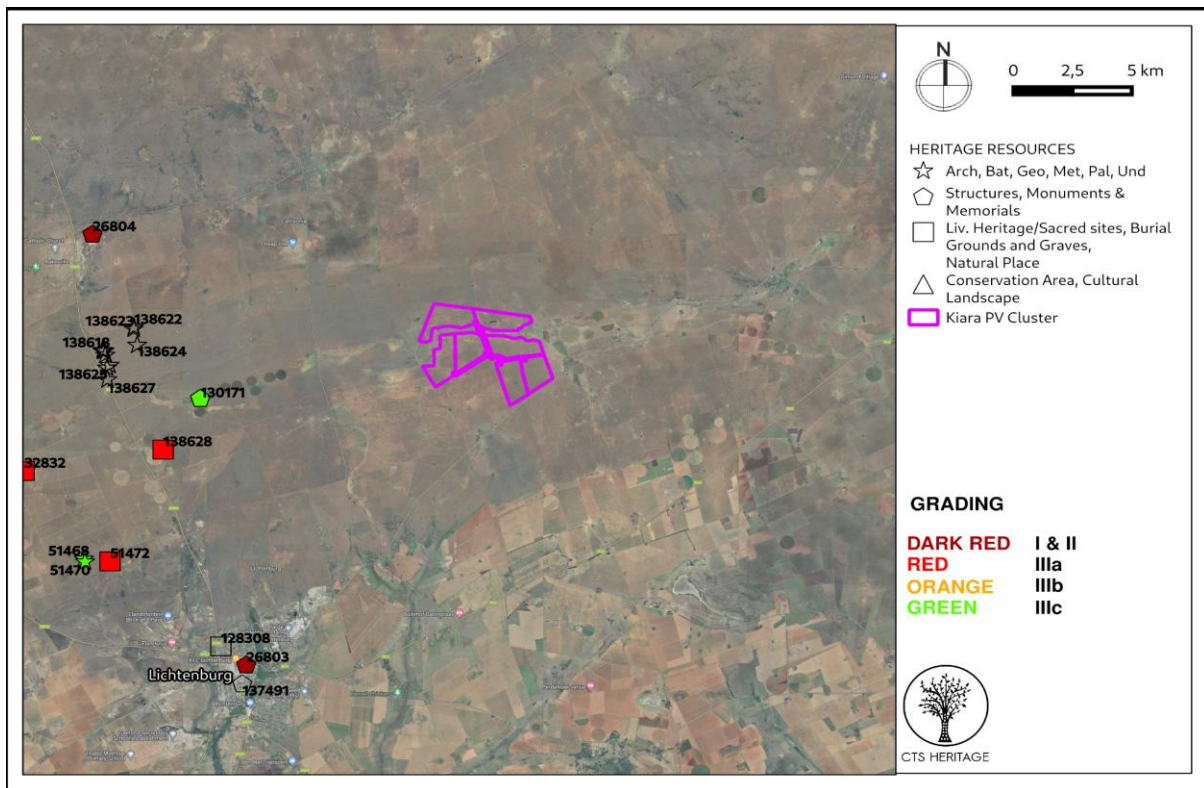 26804
138623
138622
138618
138624
138625
138627
130171
138628
32832
51468
51472
51470
Lichtenburg
128308
26803
Lichtenburg
137491
N
0 2,5 5 km
HERITAGE RESOURCES
Arch, Bat, Geo, Met, Pal, Und
Structures, Monuments &
Memorials
Liv. Heritage/Sacred sites, Burial
Grounds and Graves,
Natural Place
Conservation Area, Cultural
Landscape
Kiara PV Cluster
GRADING
DARK RED I & II
RED IIIa
ORANGE IIIb
GREEN IIIc
CTS HERITAGE